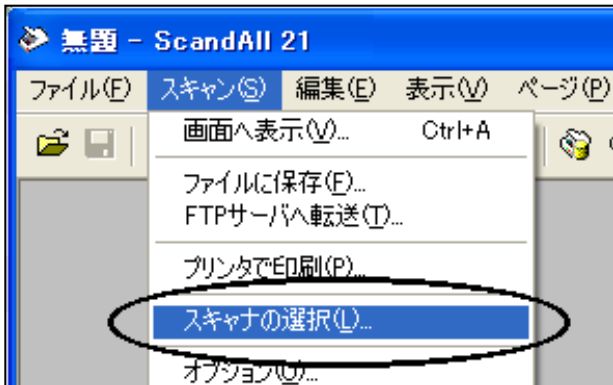 無題 - ScandAll 21
ファイル(F) スキャン(S) 編集(E) 表示(V) ページ(P)
画面へ表示(V)... Ctrl+A
ファイルに保存(F)...
FTPサーバへ転送(T)...
プリンタで印刷(P)...
スキャナの選択(L)...
オプション(O)...